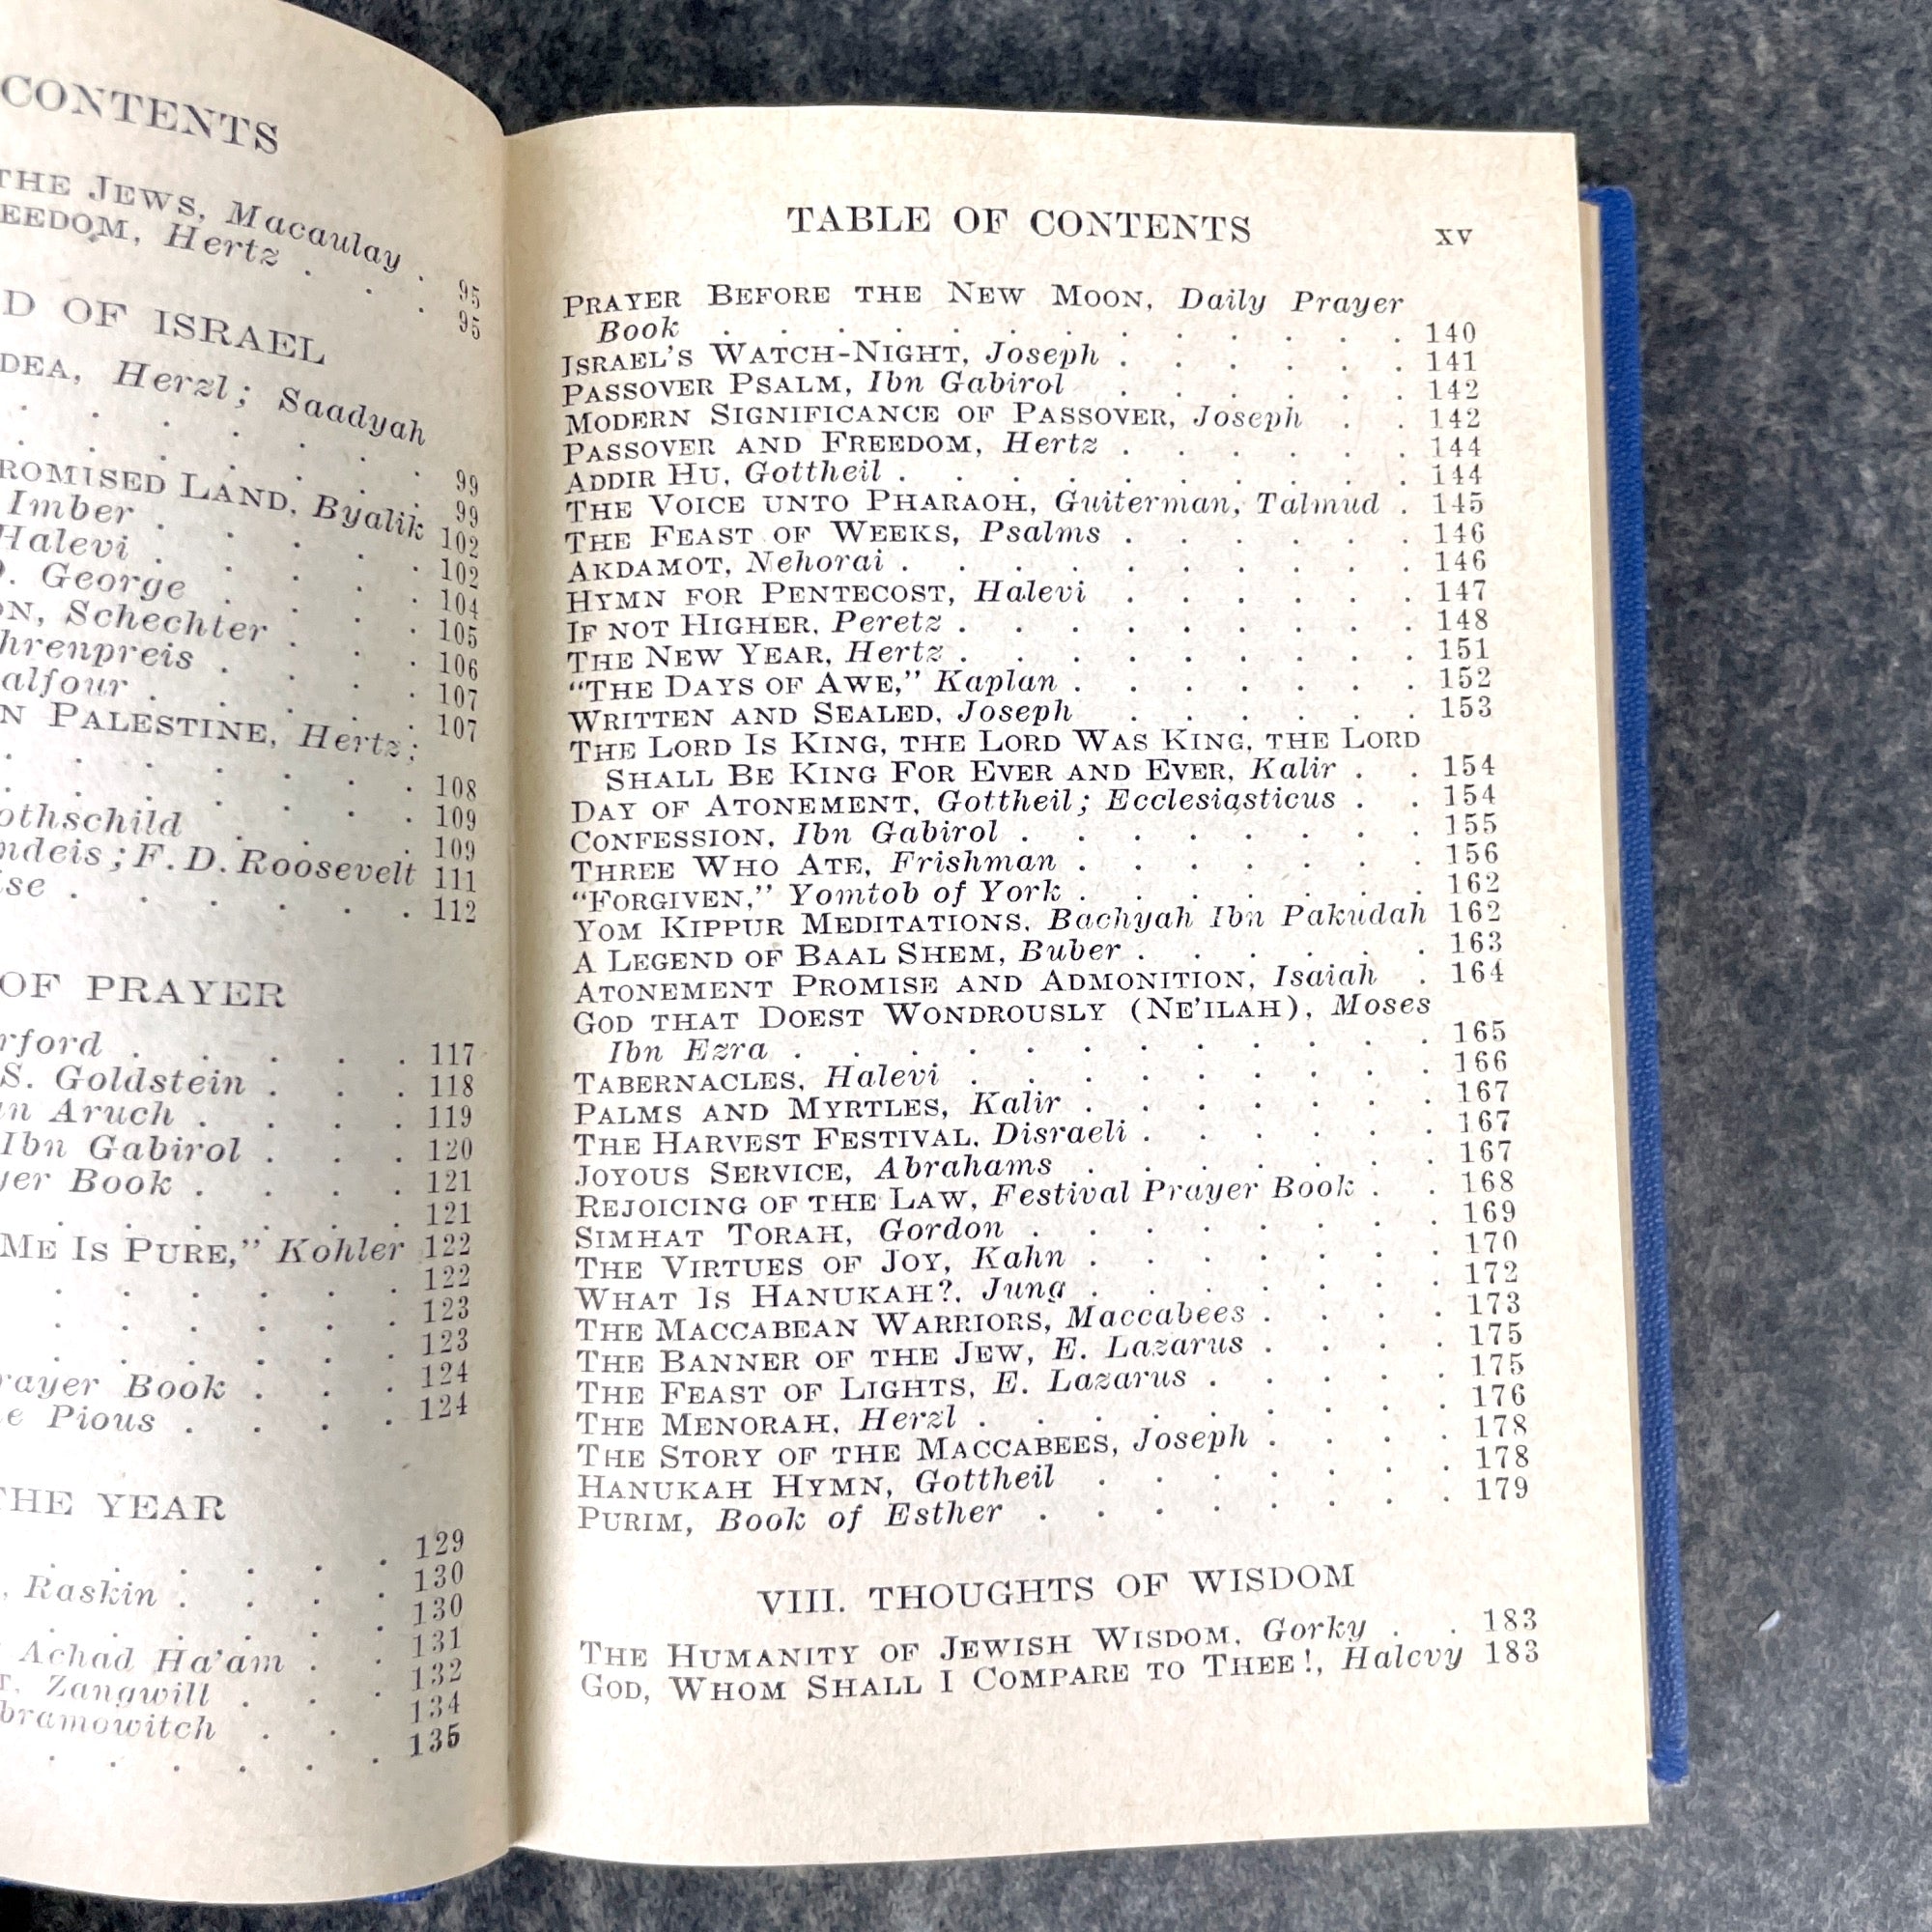 CONTENTS
THE JEWS, Macaulay . 95
EEDOM, Hertz . . . 95
D OF ISRAEL
DEA, Herzl; Saadyah
. . . . . . . 99
. . . . . . . 99
ROMISED LAND, Byalik 102
Imber . . . . . 102
Halevi . . . . . 104
D. George . . . . 105
ON, Schechter . . . 106
hrenpreis . . . . 107
alfour . . . . . 107
N PALESTINE, Hertz;
. . . . . . . 108
. . . . . . . 109
othschild . . . . 109
ndeis; F. D. Roosevelt 111
ise . . . . . . 112
OF PRAYER
rford . . . . . 117
S. Goldstein . . . 118
n Aruch . . . . 119
Ibn Gabirol . . . 120
yer Book . . . . 121
. . . . . . 121
ME IS PURE," Kohler 122
. . . . . . 122
. . . . . . 123
. . . . . . 123
rayer Book . . . 124
e Pious . . . . 124
THE YEAR
. . . . . . 129
, Raskin . . . . 130
. . . . . . 130
Achad Ha'am . . 131
T, Zangwill . . . 132
bramowitch . . . 134
. . . . . . 135
TABLE OF CONTENTS xv
PRAYER BEFORE THE NEW MOON, Daily Prayer
Book . . . . . . . . . . . . . 140
ISRAEL'S WATCH-NIGHT, Joseph . . . . . . 141
PASSOVER PSALM, Ibn Gabirol . . . . . . 142
MODERN SIGNIFICANCE OF PASSOVER, Joseph . . 142
PASSOVER AND FREEDOM, Hertz . . . . . . 144
ADDIR HU, Gottheil . . . . . . . . . . 144
THE VOICE UNTO PHARAOH, Guiterman, Talmud . 145
THE FEAST OF WEEKS, Psalms . . . . . . 146
AKDAMOT, Nehorai . . . . . . . . . . 146
HYMN FOR PENTECOST, Halevi . . . . . . 147
IF NOT HIGHER, Peretz . . . . . . . . . 148
THE NEW YEAR, Hertz . . . . . . . . . 151
"THE DAYS OF AWE," Kaplan . . . . . . . 152
WRITTEN AND SEALED, Joseph . . . . . . 153
THE LORD IS KING, THE LORD WAS KING, THE LORD
SHALL BE KING FOR EVER AND EVER, Kalir . . 154
DAY OF ATONEMENT, Gottheil; Ecclesiasticus . . 154
CONFESSION, Ibn Gabirol . . . . . . . . 155
THREE WHO ATE, Frishman . . . . . . . 156
"FORGIVEN," Yomtob of York . . . . . . . 162
YOM KIPPUR MEDITATIONS, Bachyah Ibn Pakudah 162
A LEGEND OF BAAL SHEM, Buber . . . . . . 163
ATONEMENT PROMISE AND ADMONITION, Isaiah . 164
GOD THAT DOEST WONDROUSLY (NE'ILAH), Moses
Ibn Ezra . . . . . . . . . . . . 165
TABERNACLES, Halevi . . . . . . . . . 166
PALMS AND MYRTLES, Kalir . . . . . . . 167
THE HARVEST FESTIVAL, Disraeli . . . . . . 167
JOYOUS SERVICE, Abrahams . . . . . . . 167
REJOICING OF THE LAW, Festival Prayer Book . . 168
SIMHAT TORAH, Gordon . . . . . . . . 169
THE VIRTUES OF JOY, Kahn . . . . . . . 170
WHAT IS HANUKAH?, Jung . . . . . . . 172
THE MACCABEAN WARRIORS, Maccabees . . . . 173
THE BANNER OF THE JEW, E. Lazarus . . . . 175
THE FEAST OF LIGHTS, E. Lazarus . . . . . 175
THE MENORAH, Herzl . . . . . . . . . 176
THE STORY OF THE MACCABEES, Joseph . . . . 178
HANUKAH HYMN, Gottheil . . . . . . . 178
PURIM, Book of Esther . . . . . . . . 179
VIII. THOUGHTS OF WISDOM
THE HUMANITY OF JEWISH WISDOM, Gorky . . 183
GOD, WHOM SHALL I COMPARE TO THEE!, Halevy 183